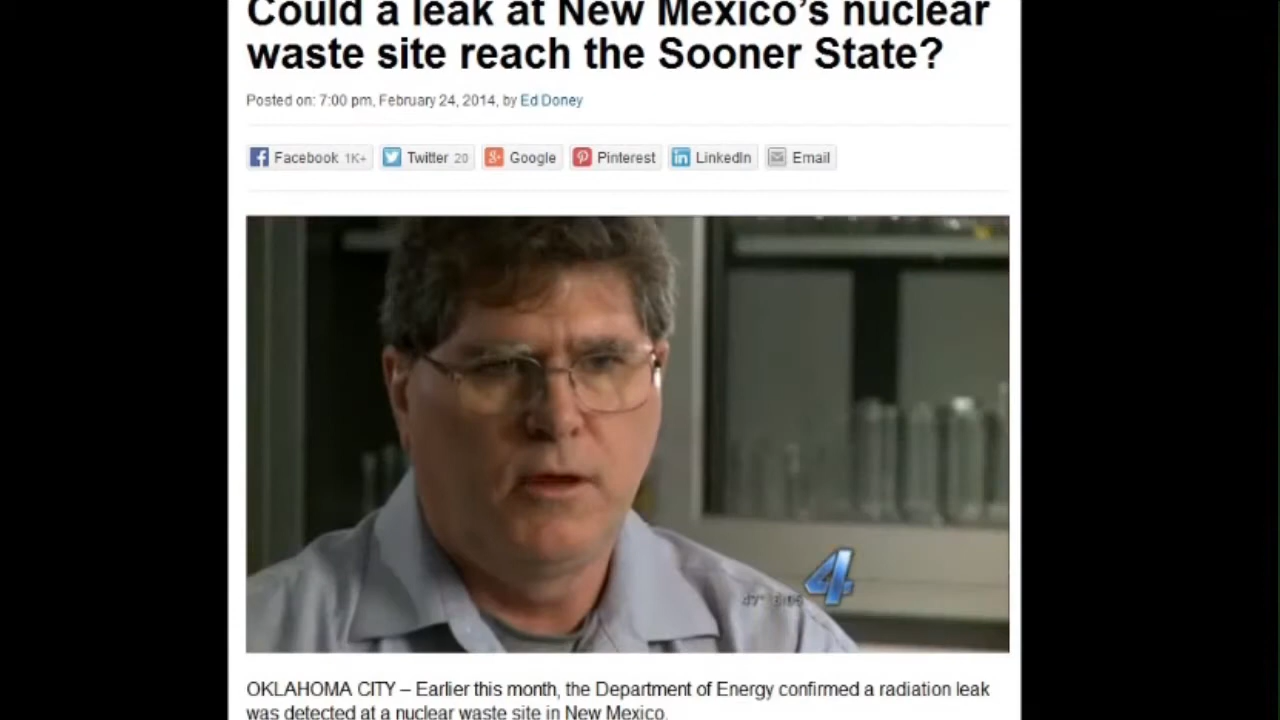 Could a leak at New Mexico's nuclear
waste site reach the Sooner State?
Posted on: 7:00 pm, February 24, 2014, by Ed Doney
Facebook 1K+ Twitter 20 Google Pinterest LinkedIn Email
4
OKLAHOMA CITY – Earlier this month, the Department of Energy confirmed a radiation leak
was detected at a nuclear waste site in New Mexico.